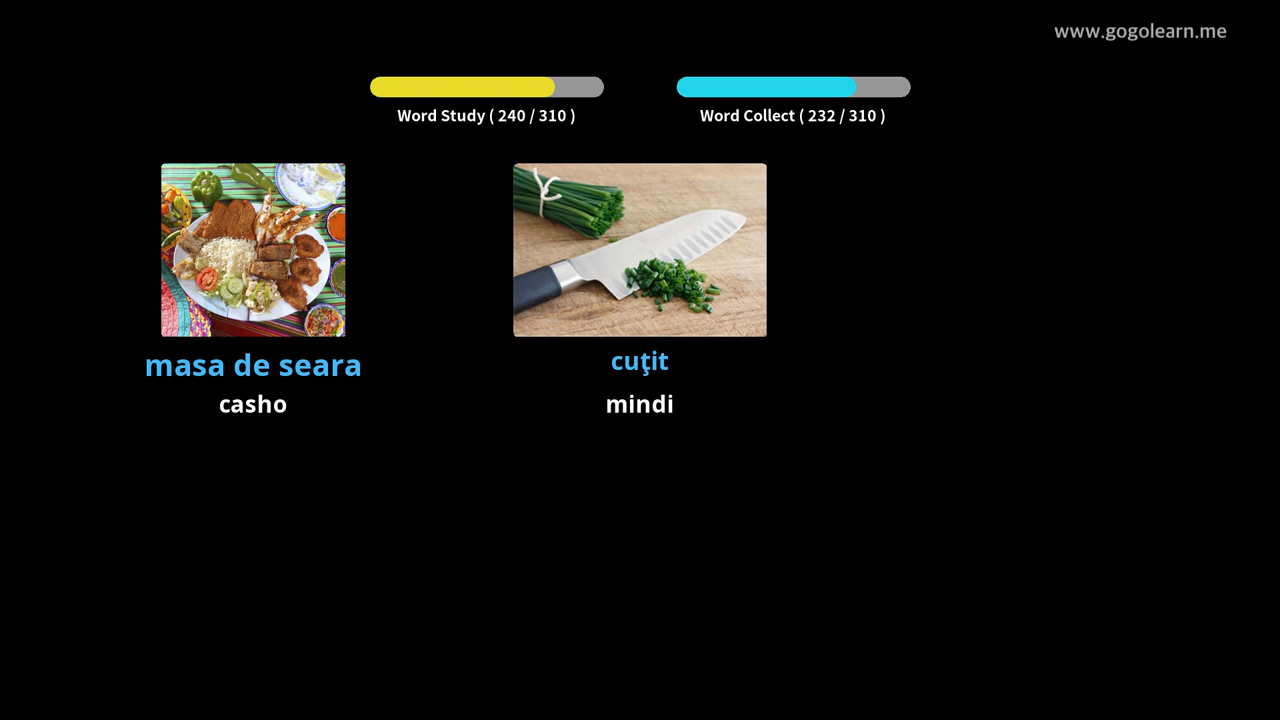 www.gogolearn.me
Word Study ( 240 / 310 )
Word Collect ( 232 / 310 )
masa de seara
casho
cuţit
mindi